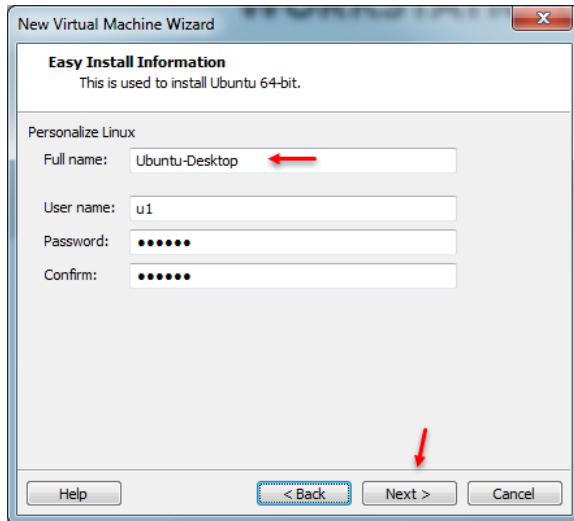 New Virtual Machine Wizard
Easy Install Information
This is used to install Ubuntu 64-bit.
Personalize Linux
Full name: Ubuntu-Desktop
User name: u1
Password: ●●●●●●
Confirm: ●●●●●●
Help < Back Next > Cancel